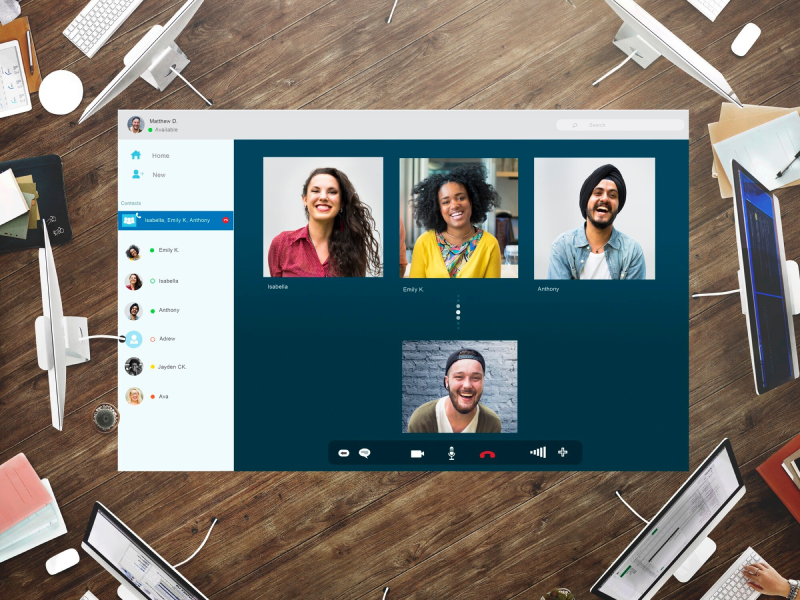 Matthew D.
Available
Search
Home
New
Contacts
Isabella, Emily K, Anthony
Emily K.
Isabella
Anthony
Adrew
Jayden CK.
Ava
Isabella
Emily K.
Anthony